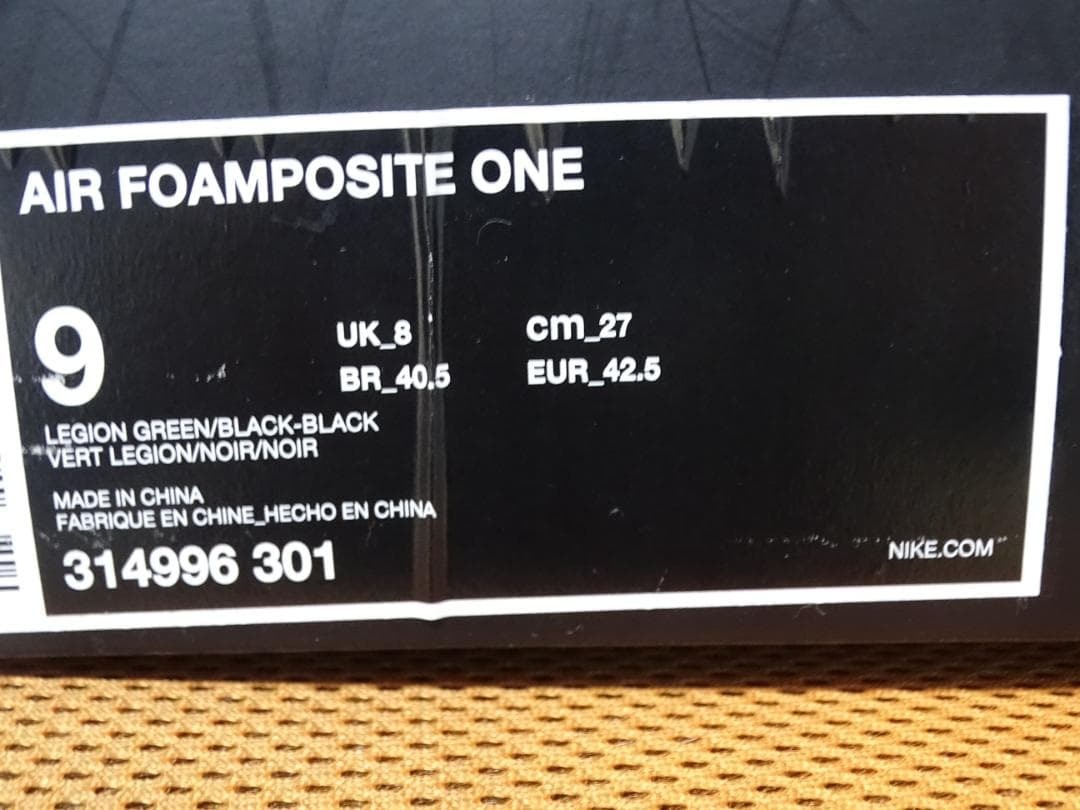 AIR FOAMPOSITE ONE
9
UK_8 cm_27
BR_40.5 EUR_42.5
LEGION GREEN/BLACK-BLACK
VERT LEGION/NOIR/NOIR
MADE IN CHINA
FABRIQUE EN CHINE_HECHO EN CHINA
314996 301
NIKE.COM